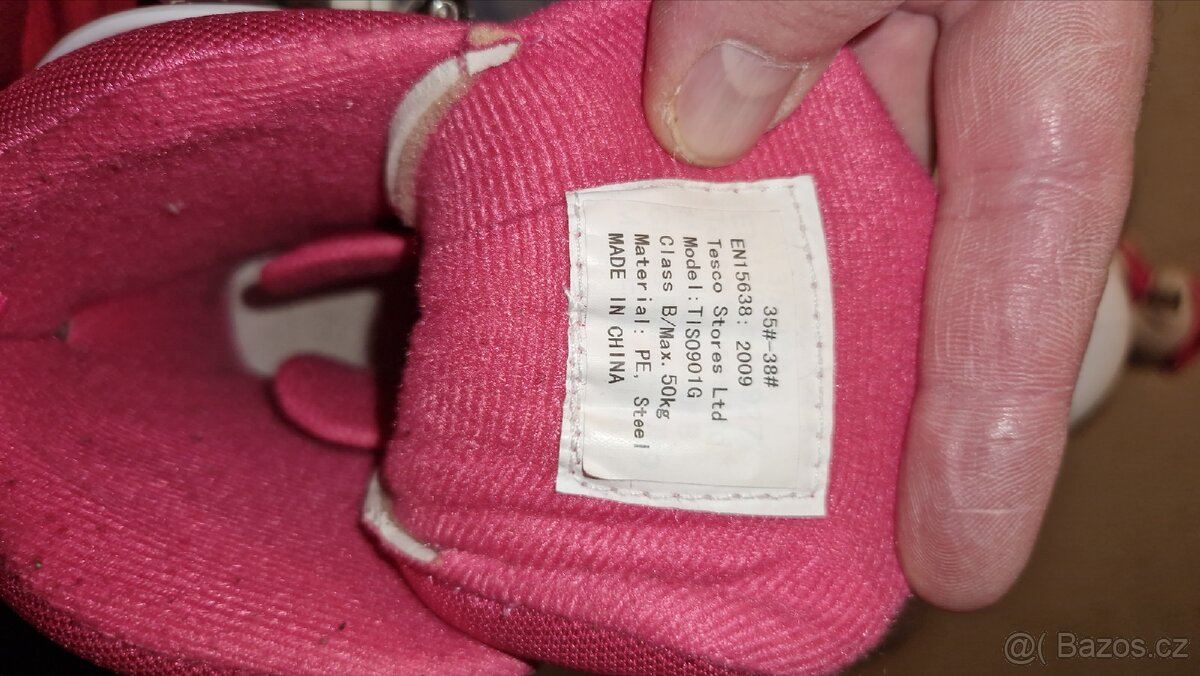 35#-38#
EN15638: 2009
Tesco Stores Ltd
Model:TIS0901G
Class B/Max. 50kg
Material: PE, Steel
MADE IN CHINA
@( Bazos.cz